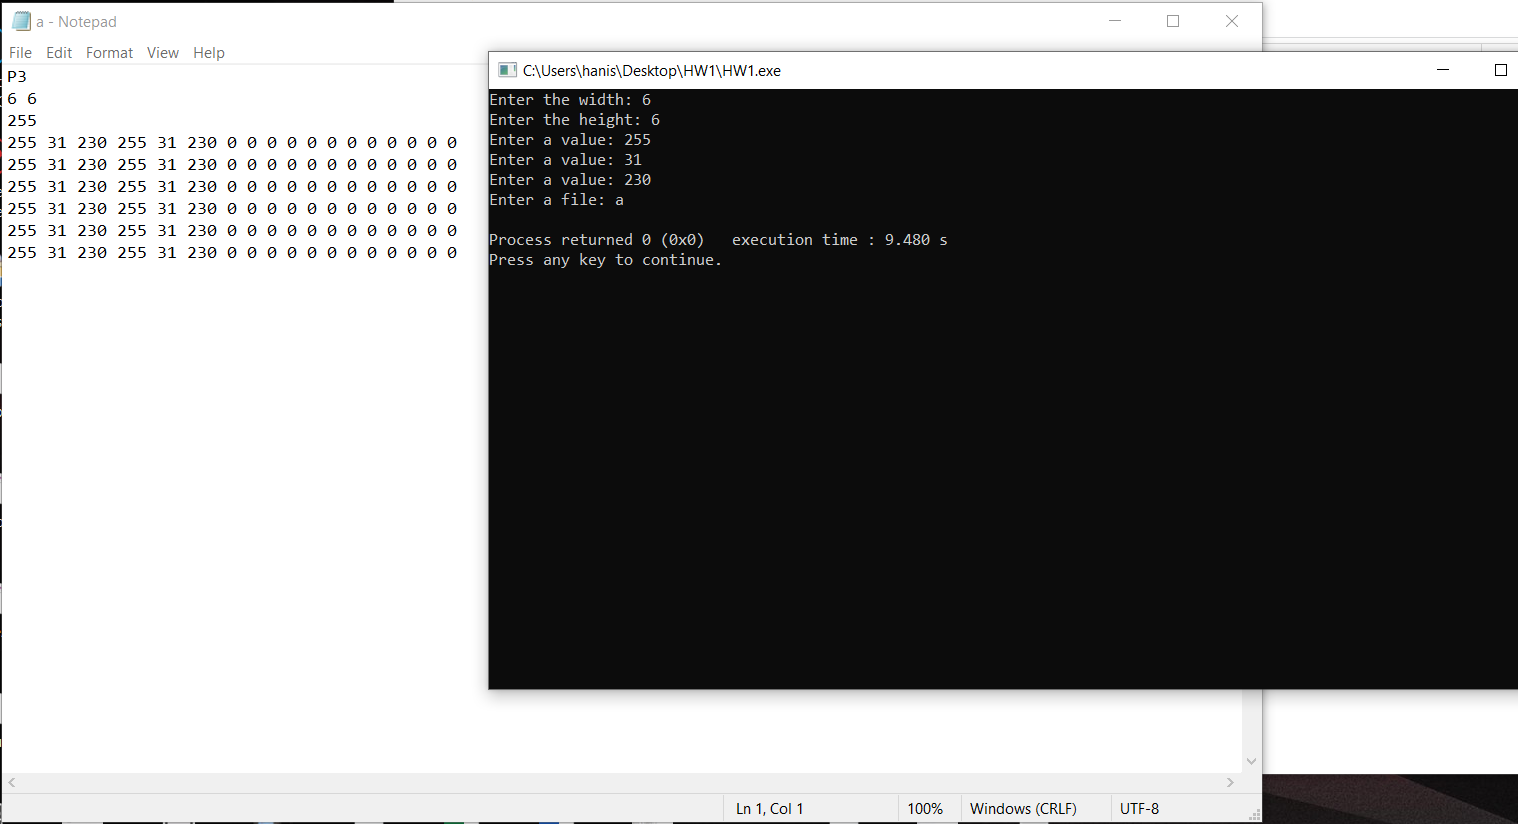 a - Notepad
File Edit Format View Help
P3
6 6
255
255 31 230 255 31 230 0 0 0 0 0 0 0 0 0 0 0 0
255 31 230 255 31 230 0 0 0 0 0 0 0 0 0 0 0 0
255 31 230 255 31 230 0 0 0 0 0 0 0 0 0 0 0 0
255 31 230 255 31 230 0 0 0 0 0 0 0 0 0 0 0 0
255 31 230 255 31 230 0 0 0 0 0 0 0 0 0 0 0 0
255 31 230 255 31 230 0 0 0 0 0 0 0 0 0 0 0 0
C:\Users\hanis\Desktop\HW1\HW1.exe
Enter the width: 6
Enter the height: 6
Enter a value: 255
Enter a value: 31
Enter a value: 230
Enter a file: a
Process returned 0 (0x0)   execution time : 9.480 s
Press any key to continue.
Ln 1, Col 1 100% Windows (CRLF) UTF-8